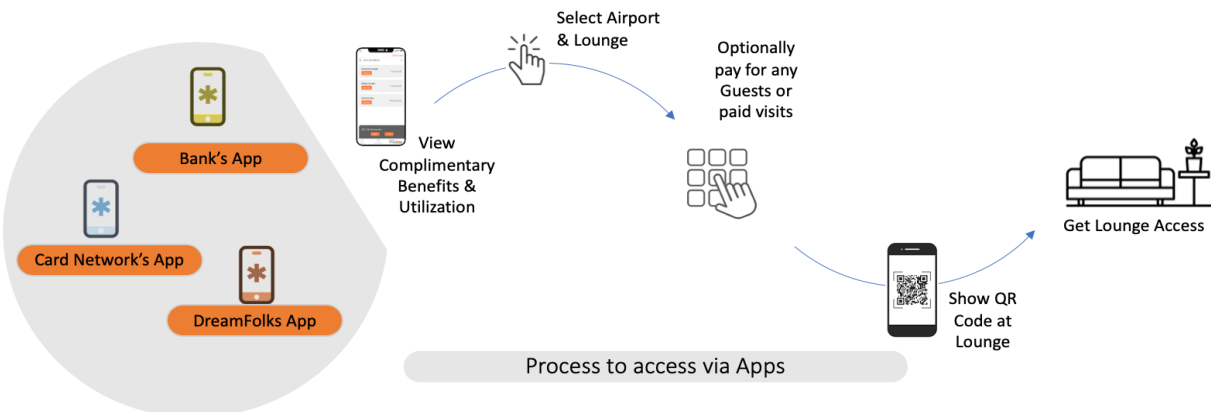 Bank's App
Card Network's App
DreamFolks App
View
Complimentary
Benefits &
Utilization
Select Airport
& Lounge
Optionally
pay for any
Guests or
paid visits
Show QR
Code at
Lounge
Get Lounge Access
Process to access via Apps